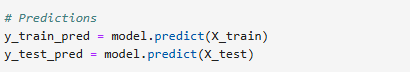 # Predictions
y_train_pred = model.predict(X_train)
y_test_pred = model.predict(X_test)